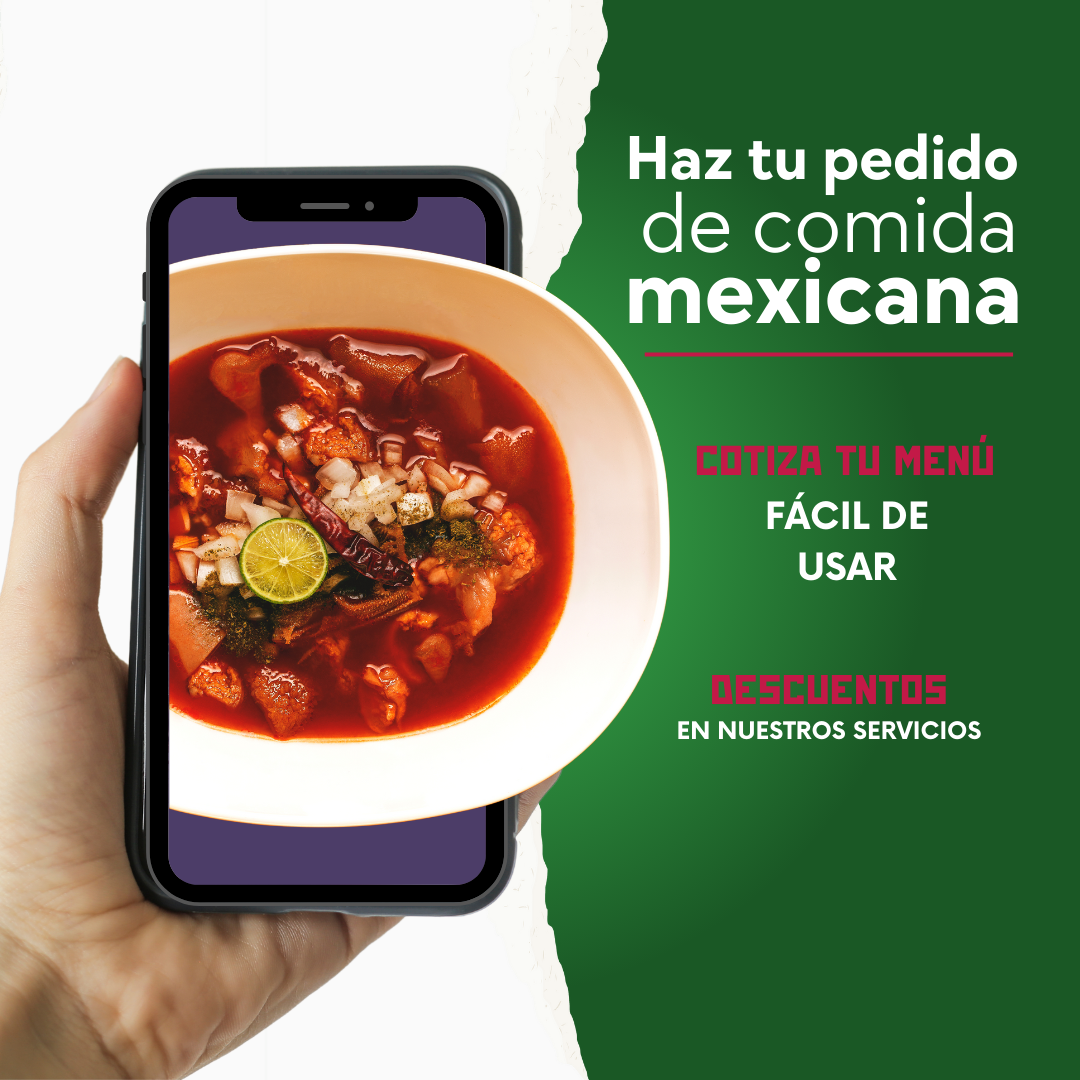 Haz tu pedido
de comida
mexicana
COTIZA TU MENÚ
FÁCIL DE
USAR
DESCUENTOS
EN NUESTROS SERVICIOS